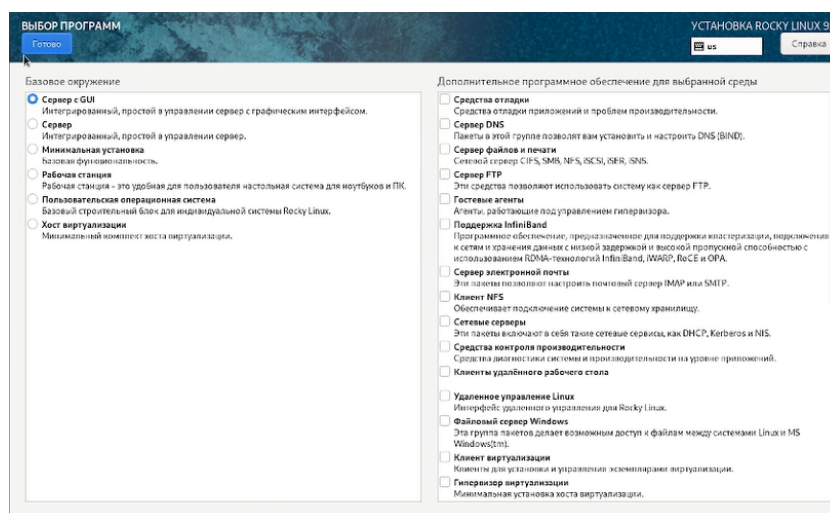 ВЫБОР ПРОГРАММ
УСТАНОВКА ROCKY LINUX 9
Готово
us
Справка
Базовое окружение
Сервер с GUI
Интегрированный, простой в управлении сервер с графическим интерфейсом.
Сервер
Интегрированный, простой в управлении сервер.
Минимальная установка
Базовая функциональность.
Рабочая станция
Рабочая станция - это удобная для пользователя настольная система для ноутбуков и ПК.
Пользовательская операционная система
Базовый строительный блок для индивидуальной системы Rocky Linux.
Хост виртуализации
Минимальный комплект хоста виртуализации.
Дополнительное программное обеспечение для выбранной среды
Средства отладки
Средства отладки приложений и проблем производительности.
Сервер DNS
Пакеты в этой группе позволят вам установить и настроить DNS (BIND).
Сервер файлов и печати
Сетевой сервер CIFS, SMB, NFS, iSCSI, iSER, iSNS.
Сервер FTP
Эти средства позволяют использовать систему как сервер FTP.
Гостевые агенты
Агенты, работающие под управлением гипервизора.
Поддержка InfiniBand
Программное обеспечение, предназначенное для поддержки кластеризации, подключения
к сетям и хранения данных с низкой задержкой и высокой пропускной способностью с
использованием RDMA-технологий InfiniBand, iWARP, RoCE и OPA.
Сервер электронной почты
Эти пакеты позволяют настроить почтовый сервер IMAP или SMTP.
Клиент NFS
Обеспечивает подключение системы к сетевому хранилищу.
Сетевые серверы
Эти пакеты включают в себя такие сетевые сервисы, как DHCP, Kerberos и NIS.
Средства контроля производительности
Средства диагностики системы и производительности на уровне приложений.
Клиенты удалённого рабочего стола
Удаленное управление Linux
Интерфейс удаленного управления для Rocky Linux.
Файловый сервер Windows
Эта группа пакетов делает возможным доступ к файлам между системами Linux и MS
Windows(tm).
Клиент виртуализации
Клиенты для установки и управления экземплярами виртуализации.
Гипервизор виртуализации
Минимальная установка хоста виртуализации.